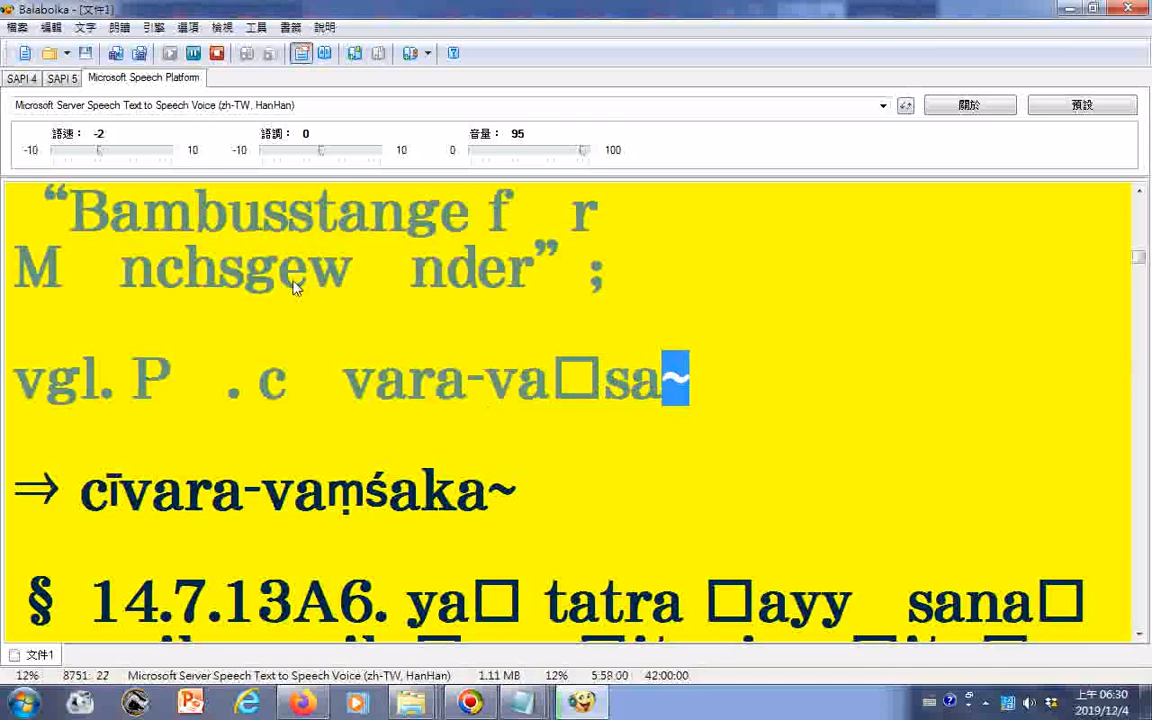 Balabolka - [文件1]
檔案 編輯 文字 朗讀 引擎 選項 檢視 工具 書籤 說明
SAPI 4 SAPI 5 Microsoft Speech Platform
Microsoft Server Speech Text to Speech Voice (zh-TW, HanHan) 關於 預設
語速： -2 語調： 0 音量： 95
-10 10 -10 10 0 100
“Bambusstange f r
M nchsgew nder” ;
vgl. P . c vara-va□sa~
⇒ cīvara-vaṃśaka~
§ 14.7.13A6. ya□ tatra □ayy sana□
文件1
12% 8751: 22 Microsoft Server Speech Text to Speech Voice (zh-TW, HanHan) 1.11 MB 12% 5:58:00 42:00:00
上午 06:30
2019/12/4